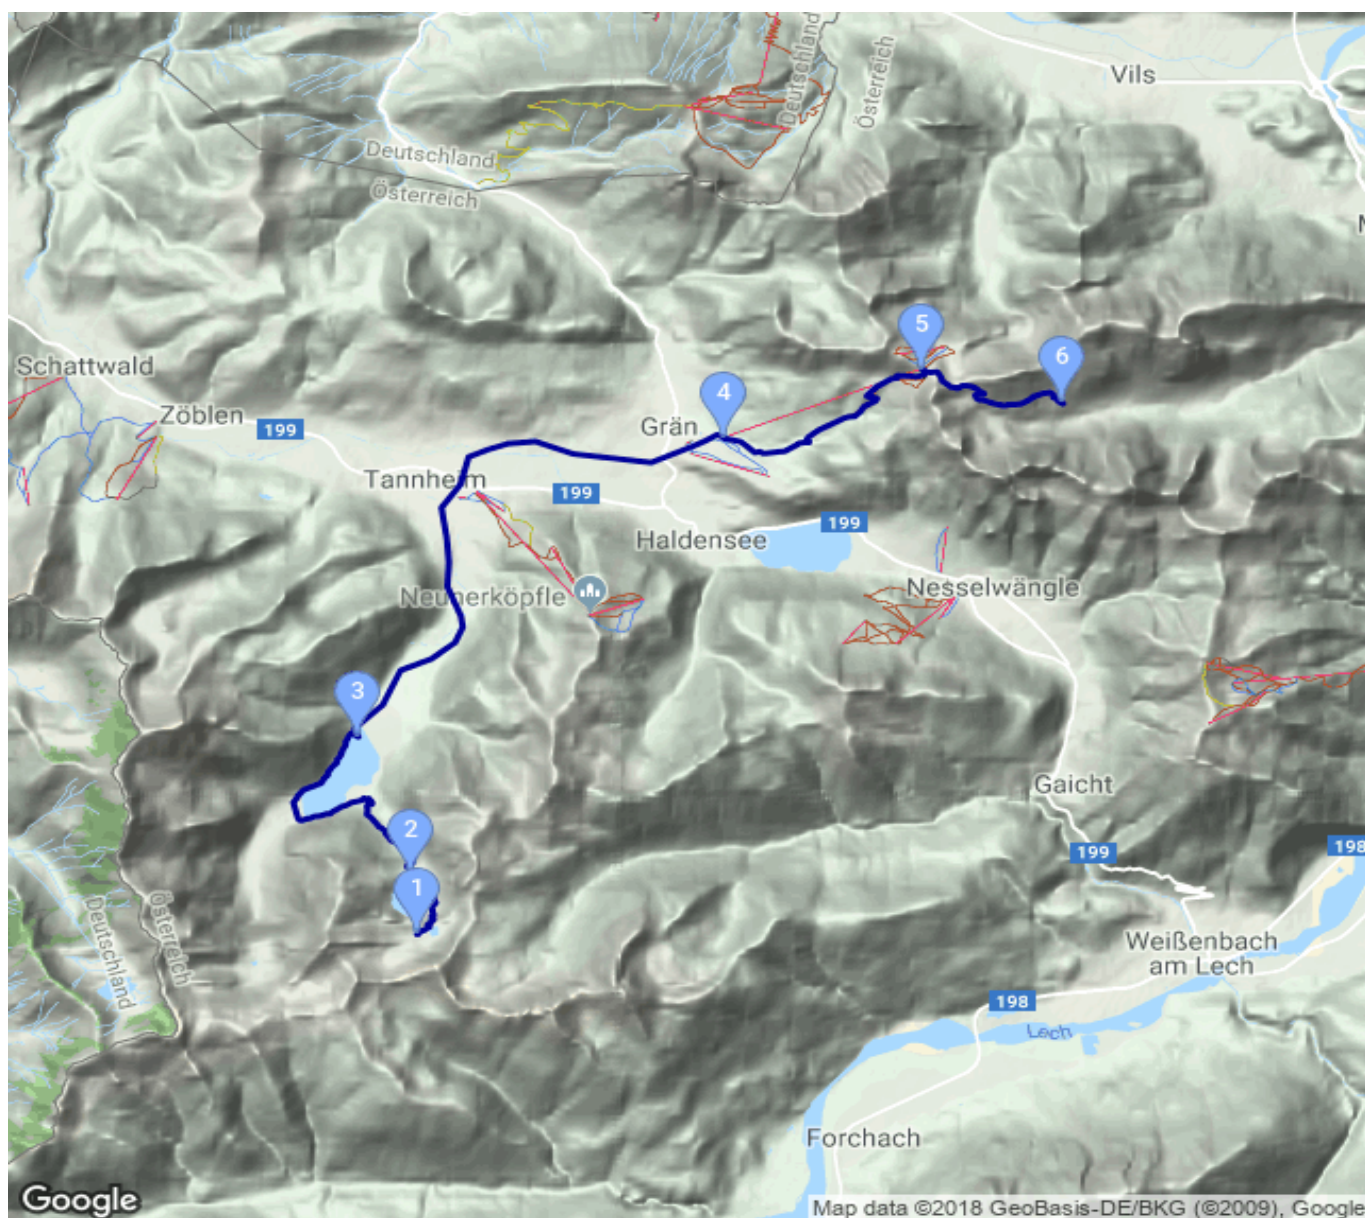 Vils
Deutschland
Österreich
Deutschland
Österreich
5
6
Schattwald
4
Zöblen
199
Grän
Tannheim
199
199
Haldensee
Nesselwängle
Neunerköpfle
3
Gaicht
2
199
198
1
Deutschland
Österreich
Weißenbach
am Lech
198
Lech
Forchach
Google
Map data ©2018 GeoBasis-DE/BKG (©2009), Google